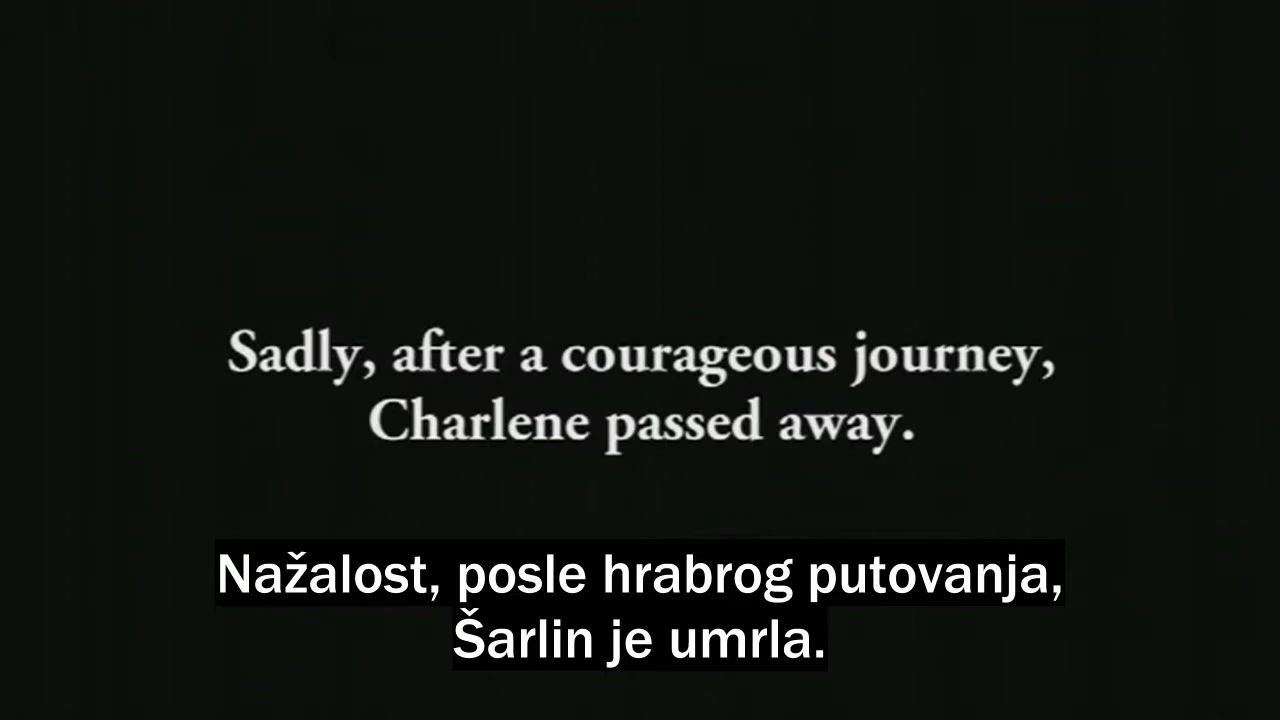 Sadly, after a courageous journey,
Charlene passed away.
Nažalost, posle hrabrog putovanja,
Šarlin je umrla.